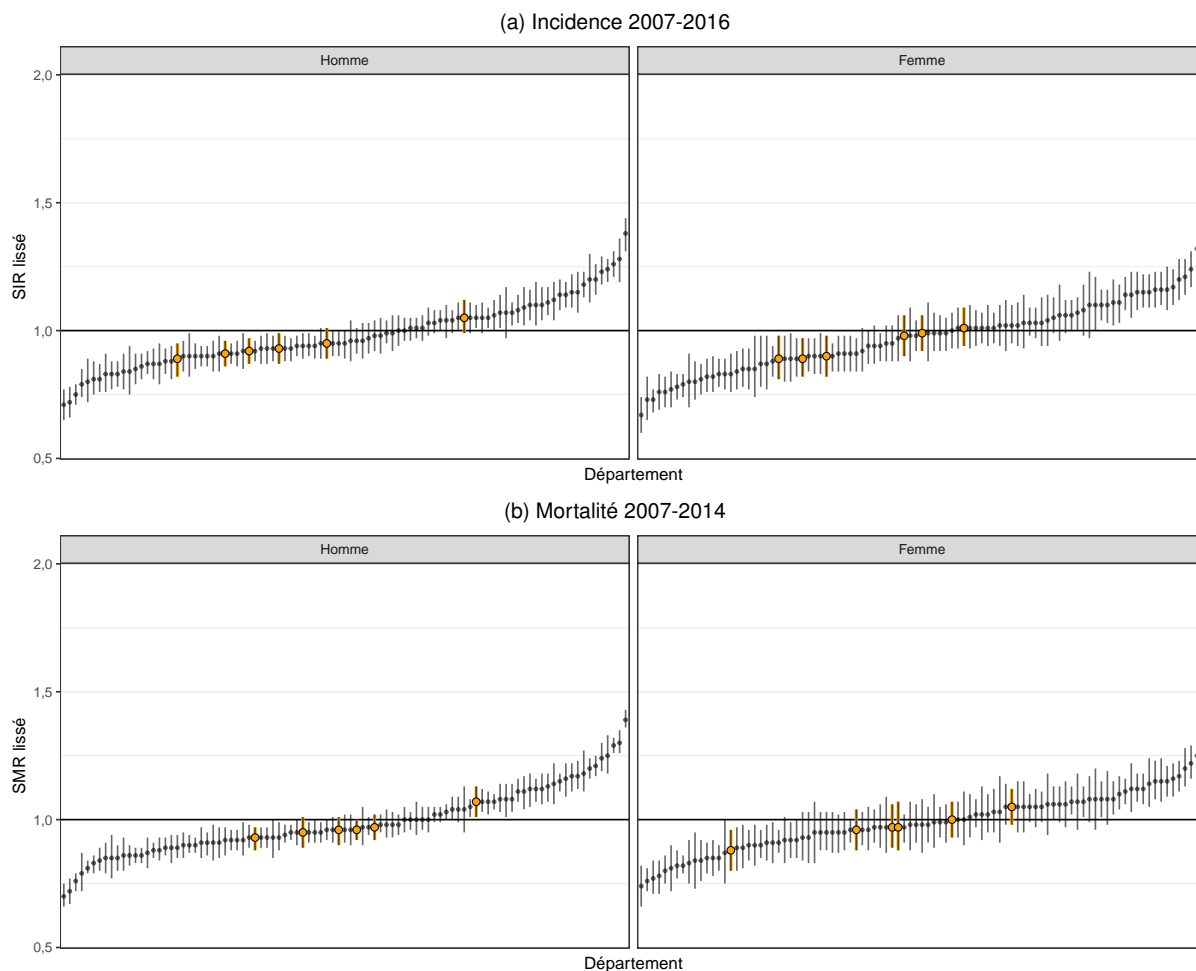 (a) Incidence 2007-2016
Homme
Femme
2,0
1,5
1,0
0,5
SIR lissé
Département
(b) Mortalité 2007-2014
Homme
Femme
2,0
1,5
1,0
0,5
SMR lissé
Département